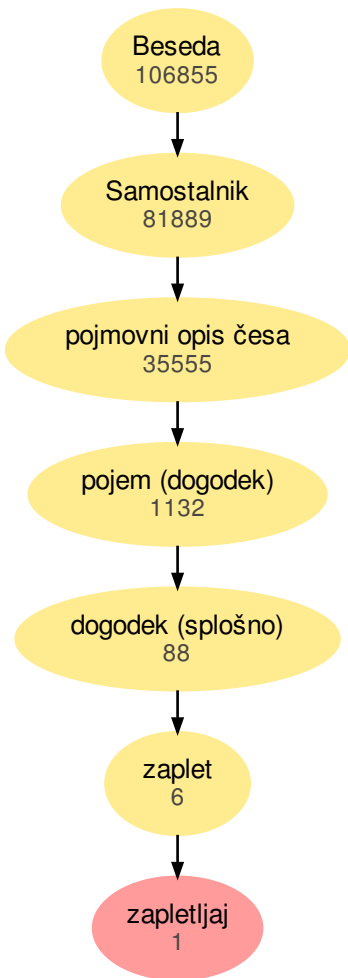 Beseda
106855
Samostalnik
81889
pojmovni opis česa
35555
pojem (dogodek)
1132
dogodek (splošno)
88
zaplet
6
zapletljaj
1